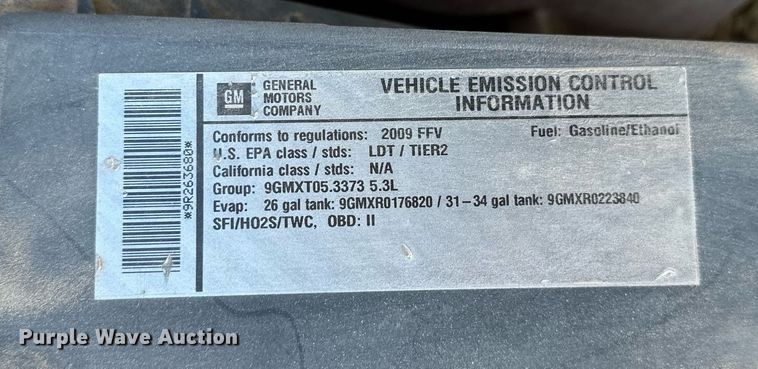 GM GENERAL MOTORS COMPANY
VEHICLE EMISSION CONTROL
INFORMATION
Conforms to regulations: 2009 FFV Fuel: Gasoline/Ethanol
U.S. EPA class / stds: LDT / TIER2
California class / stds: N/A
Group: 9GMXT05.3373 5.3L
Evap: 26 gal tank: 9GMXR0176820 / 31-34 gal tank: 9GMXR0223840
SFI/HO2S/TWC, OBD: II
*9R263680*
Purple Wave Auction